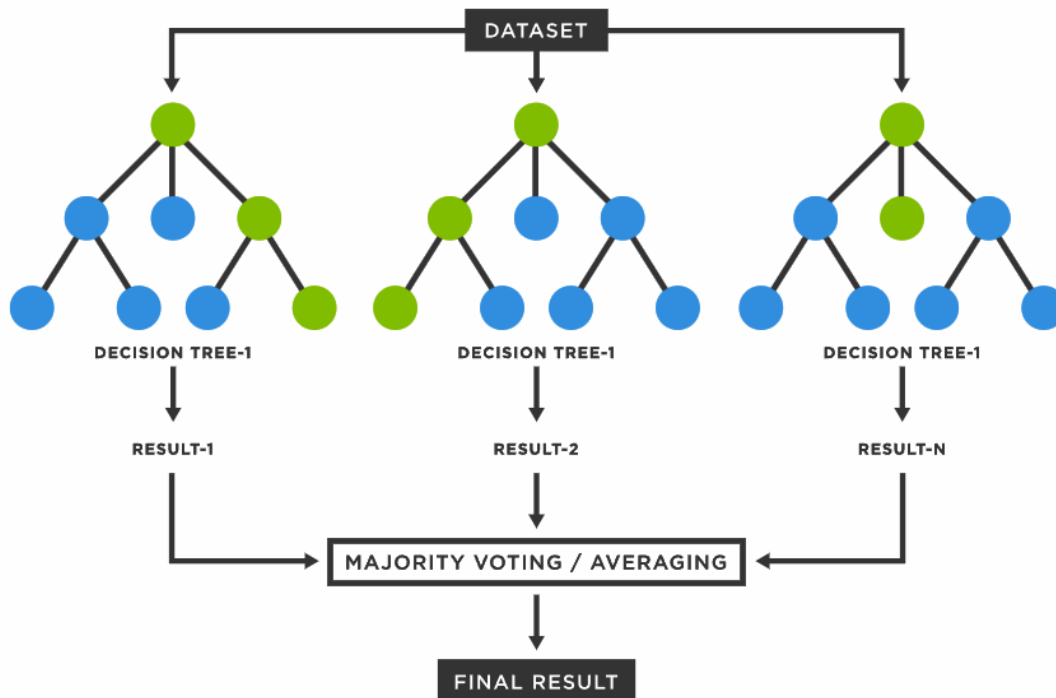 DATASET
DECISION TREE-1
DECISION TREE-1
DECISION TREE-1
RESULT-1
RESULT-2
RESULT-N
MAJORITY VOTING / AVERAGING
FINAL RESULT